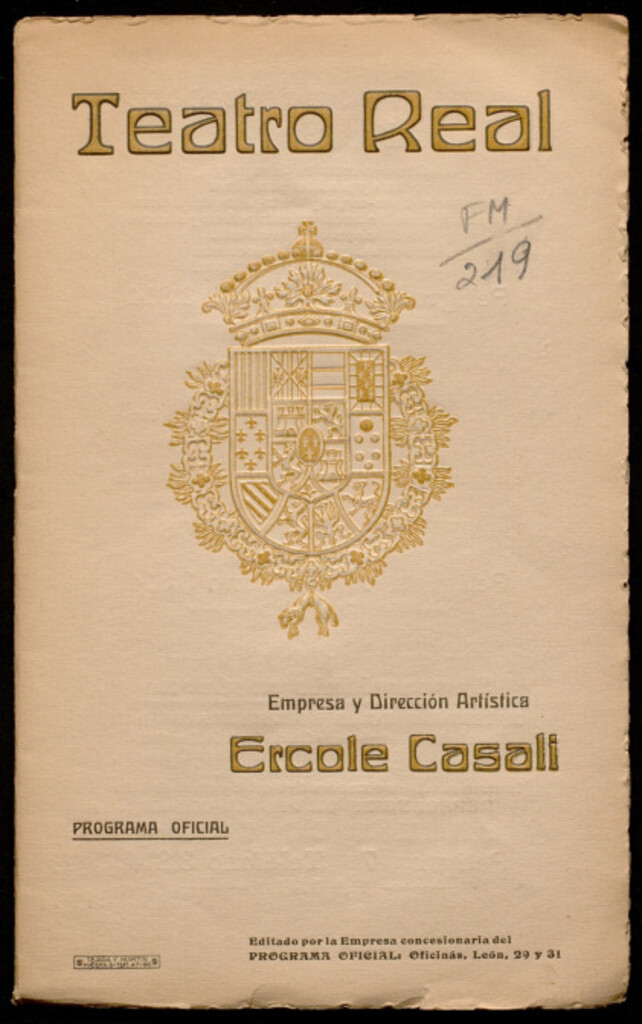 Teatro Real
FM
219
Empresa y Dirección Artística
Ercole Casali
PROGRAMA OFICIAL
Editado por la Empresa concesionaria del
PROGRAMA OFICIAL: Oficinás, León, 29 y 31